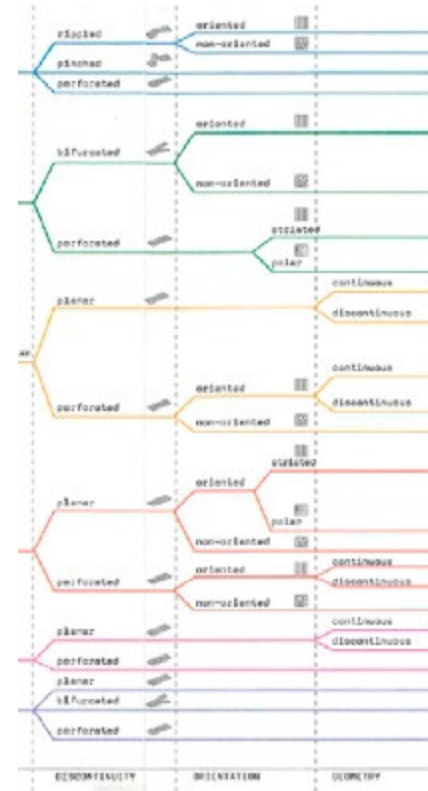 oriented
rippled
non-oriented
pinched
perforated
oriented
bifurcated
non-oriented
striated
perforated
polar
continuous
planar
discontinuous
continuous
oriented
discontinuous
perforated
non-oriented
striated
oriented
planar
polar
non-oriented
continuous
oriented
perforated
discontinuous
non-oriented
continuous
planar
discontinuous
perforated
planar
bifurcated
perforated
DISCONTINUITY ORIENTATION GEOMETRY